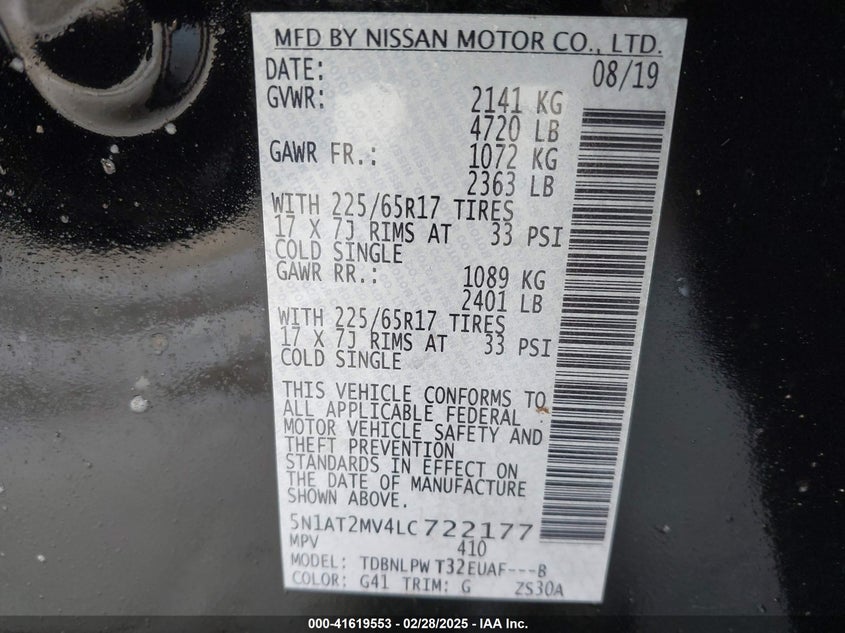 MFD BY NISSAN MOTOR CO., LTD.
DATE: 08/19
GVWR: 2141 KG
4720 LB
GAWR FR.: 1072 KG
2363 LB
WITH 225/65R17 TIRES
17 X 7J RIMS AT 33 PSI
COLD SINGLE
GAWR RR.: 1089 KG
2401 LB
WITH 225/65R17 TIRES
17 X 7J RIMS AT 33 PSI
COLD SINGLE
THIS VEHICLE CONFORMS TO
ALL APPLICABLE FEDERAL
MOTOR VEHICLE SAFETY AND
THEFT PREVENTION
STANDARDS IN EFFECT ON
THE DATE OF MANUFACTURE
SHOWN ABOVE.
5N1AT2MV4LC722177
MPV 410
MODEL: TDBNLPW T32EUAF---B
COLOR: G41 TRIM: G ZS30A
000-41619553 — 02/28/2025 - IAA Inc.